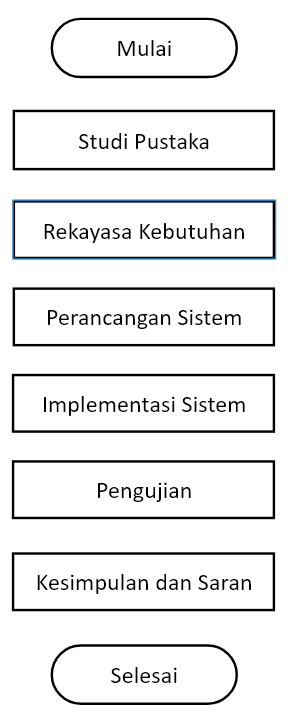 Mulai
Studi Pustaka
Rekayasa Kebutuhan
Perancangan Sistem
Implementasi Sistem
Pengujian
Kesimpulan dan Saran
Selesai